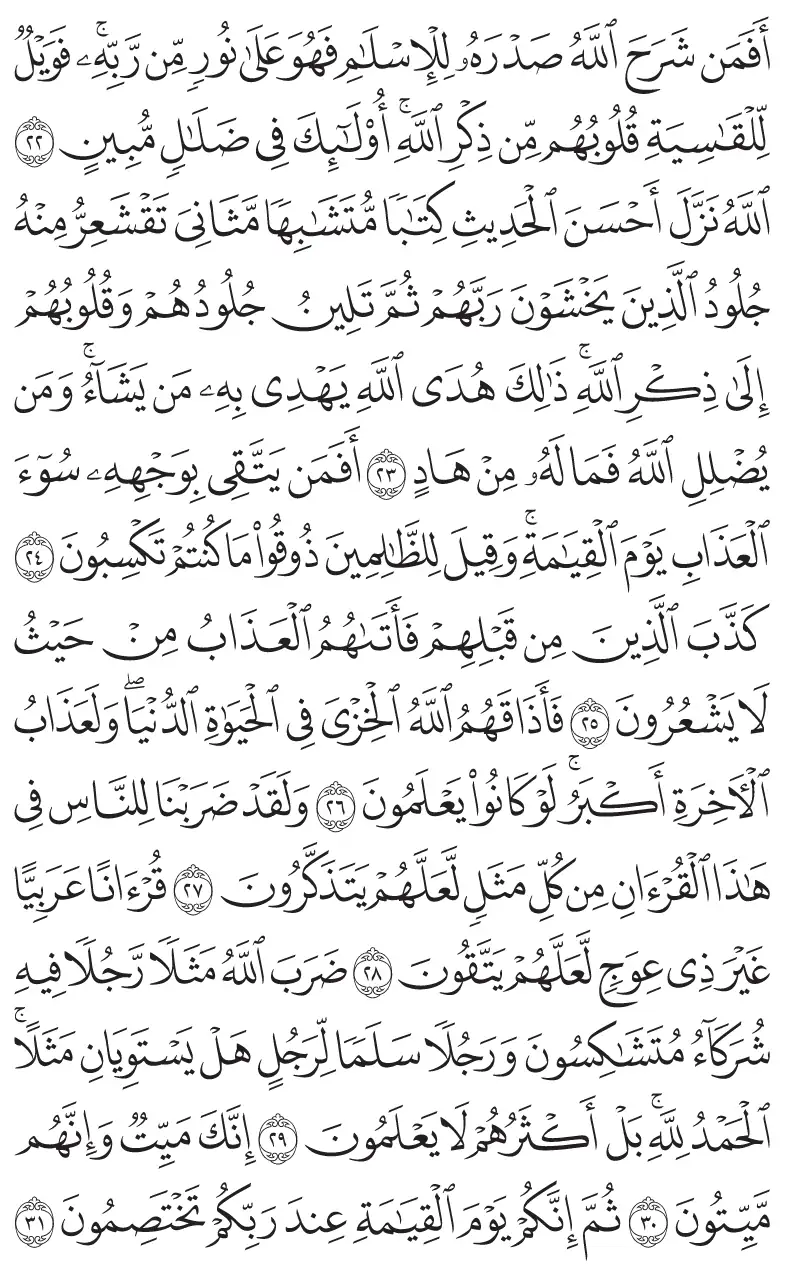 أَفَمَن شَرَحَ ٱللَّهُ صَدْرَهُۥ لِلْإِسْلَٰمِ فَهُوَ عَلَىٰ نُورٍ مِّن رَّبِّهِۦۚ فَوَيْلٌ
لِّلْقَٰسِيَةِ قُلُوبُهُم مِّن ذِكْرِ ٱللَّهِۚ أُو۟لَٰٓئِكَ فِى ضَلَٰلٍ مُّبِينٍ ٢٢
ٱللَّهُ نَزَّلَ أَحْسَنَ ٱلْحَدِيثِ كِتَٰبًا مُّتَشَٰبِهًا مَّثَانِىَ تَقْشَعِرُّ مِنْهُ
جُلُودُ ٱلَّذِينَ يَخْشَوْنَ رَبَّهُمْ ثُمَّ تَلِينُ جُلُودُهُمْ وَقُلُوبُهُمْ
إِلَىٰ ذِكْرِ ٱللَّهِۚ ذَٰلِكَ هُدَى ٱللَّهِ يَهْدِى بِهِۦ مَن يَشَآءُۚ وَمَن
يُضْلِلِ ٱللَّهُ فَمَا لَهُۥ مِنْ هَادٍ ٢٣ أَفَمَن يَتَّقِى بِوَجْهِهِۦ سُوٓءَ
ٱلْعَذَابِ يَوْمَ ٱلْقِيَٰمَةِۚ وَقِيلَ لِلظَّٰلِمِينَ ذُوقُوا۟ مَا كُنتُمْ تَكْسِبُونَ ٢٤
كَذَّبَ ٱلَّذِينَ مِن قَبْلِهِمْ فَأَتَىٰهُمُ ٱلْعَذَابُ مِنْ حَيْثُ
لَا يَشْعُرُونَ ٢٥ فَأَذَاقَهُمُ ٱللَّهُ ٱلْخِزْىَ فِى ٱلْحَيَوٰةِ ٱلدُّنْيَاۖ وَلَعَذَابُ
ٱلْءَاخِرَةِ أَكْبَرُۚ لَوْ كَانُوا۟ يَعْلَمُونَ ٢٦ وَلَقَدْ ضَرَبْنَا لِلنَّاسِ فِى
هَٰذَا ٱلْقُرْءَانِ مِن كُلِّ مَثَلٍ لَّعَلَّهُمْ يَتَذَكَّرُونَ ٢٧ قُرْءَانًا عَرَبِيًّا
غَيْرَ ذِى عِوَجٍ لَّعَلَّهُمْ يَتَّقُونَ ٢٨ ضَرَبَ ٱللَّهُ مَثَلًا رَّجُلًا فِيهِ
شُرَكَآءُ مُتَشَٰكِسُونَ وَرَجُلًا سَلَمًا لِّرَجُلٍ هَلْ يَسْتَوِيَانِ مَثَلًاۚ
ٱلْحَمْدُ لِلَّهِۚ بَلْ أَكْثَرُهُمْ لَا يَعْلَمُونَ ٢٩ إِنَّكَ مَيِّتٌ وَإِنَّهُم
مَّيِّتُونَ ٣٠ ثُمَّ إِنَّكُمْ يَوْمَ ٱلْقِيَٰمَةِ عِندَ رَبِّكُمْ تَخْتَصِمُونَ ٣١